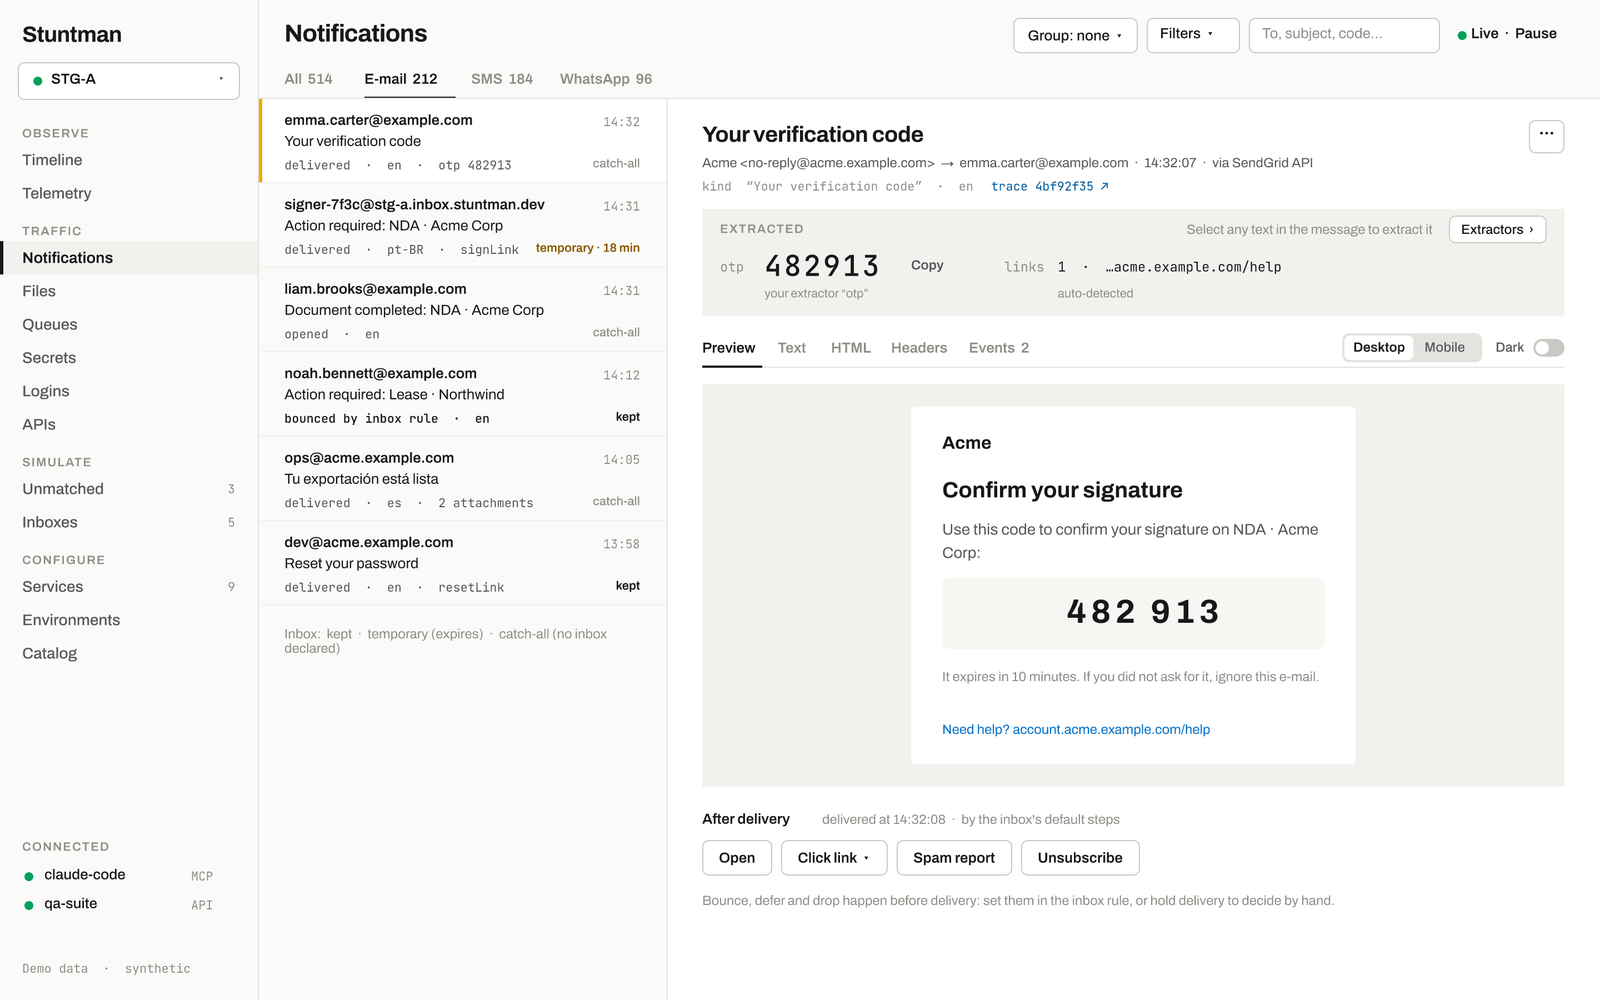 Stuntman
STG-A
OBSERVE
Timeline
Telemetry
TRAFFIC
Notifications
Files
Queues
Secrets
Logins
APIs
SIMULATE
Unmatched 3
Inboxes 5
CONFIGURE
Services 9
Environments
Catalog
CONNECTED
claude-code MCP
qa-suite API
Demo data · synthetic
Notifications
Group: none
Filters
To, subject, code...
Live · Pause
All 514 E-mail 212 SMS 184 WhatsApp 96
emma.carter@example.com 14:32
Your verification code
delivered · en · otp 482913 catch-all
signer-7f3c@stg-a.inbox.stuntman.dev 14:31
Action required: NDA · Acme Corp
delivered · pt-BR · signLink temporary · 18 min
liam.brooks@example.com 14:31
Document completed: NDA · Acme Corp
opened · en catch-all
noah.bennett@example.com 14:12
Action required: Lease · Northwind
bounced by inbox rule · en kept
ops@acme.example.com 14:05
Tu exportación está lista
delivered · es · 2 attachments catch-all
dev@acme.example.com 13:58
Reset your password
delivered · en · resetLink kept
Inbox: kept · temporary (expires) · catch-all (no inbox
declared)
Your verification code
Acme <no-reply@acme.example.com> → emma.carter@example.com · 14:32:07 · via SendGrid API
kind “Your verification code” · en trace 4bf92f35 ↗
EXTRACTED Select any text in the message to extract it Extractors ›
otp 482913 Copy links 1 · …acme.example.com/help
your extractor “otp” auto-detected
Preview Text HTML Headers Events 2 Desktop Mobile Dark
Acme
Confirm your signature
Use this code to confirm your signature on NDA · Acme
Corp:
482 913
It expires in 10 minutes. If you did not ask for it, ignore this e-mail.
Need help? account.acme.example.com/help
After delivery delivered at 14:32:08 · by the inbox's default steps
Open Click link Spam report Unsubscribe
Bounce, defer and drop happen before delivery: set them in the inbox rule, or hold delivery to decide by hand.